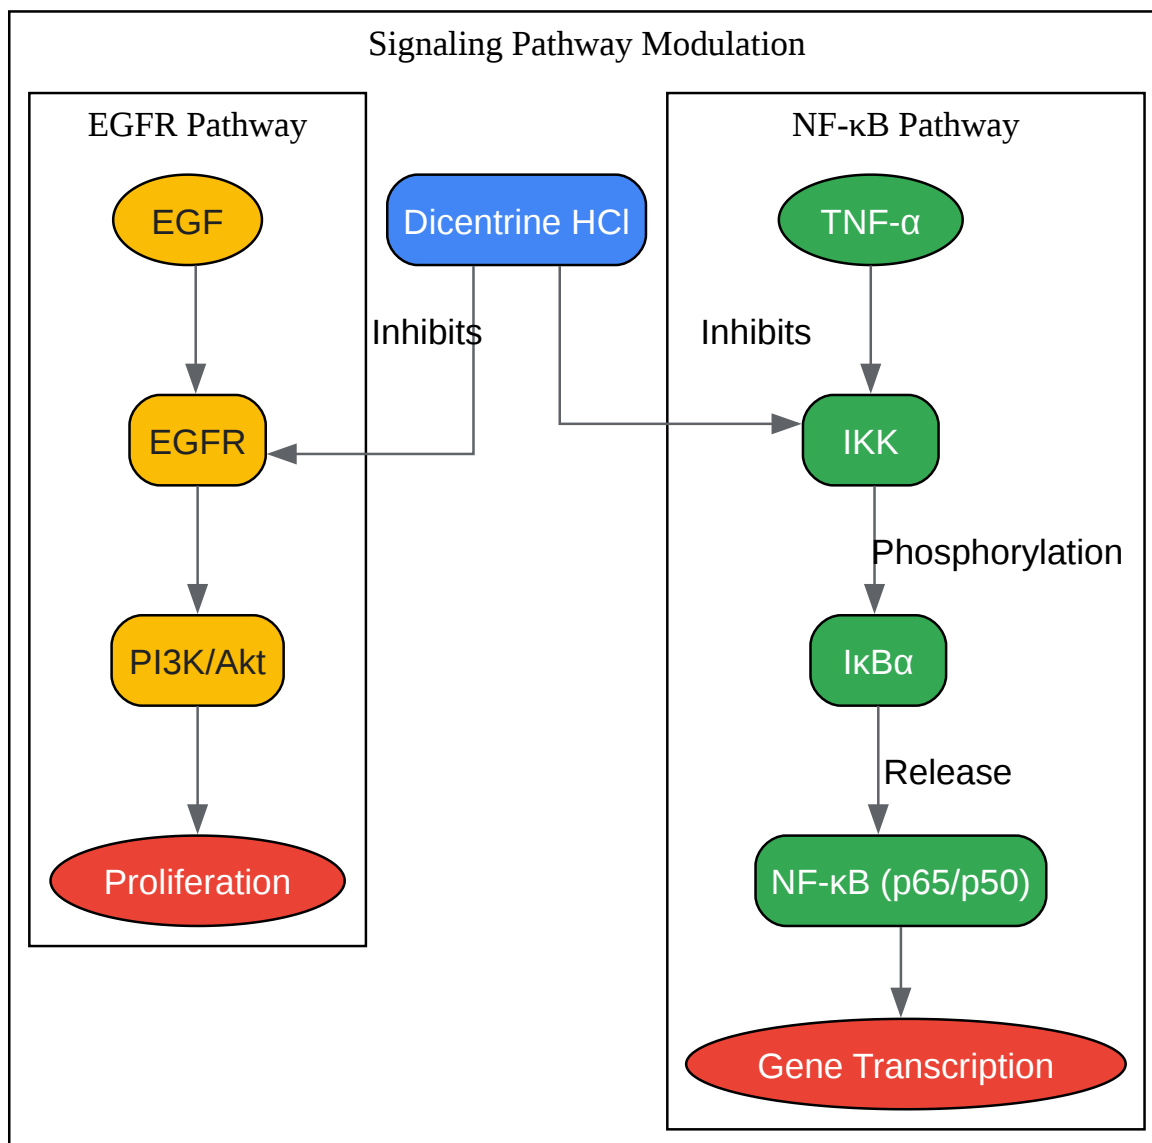 Signaling Pathway Modulation
EGFR Pathway
NF-κB Pathway
EGF
Dicentrine HCl
TNF-α
Inhibits
Inhibits
EGFR
IKK
Phosphorylation
PI3K/Akt
IκBα
Release
Proliferation
NF-κB (p65/p50)
Gene Transcription